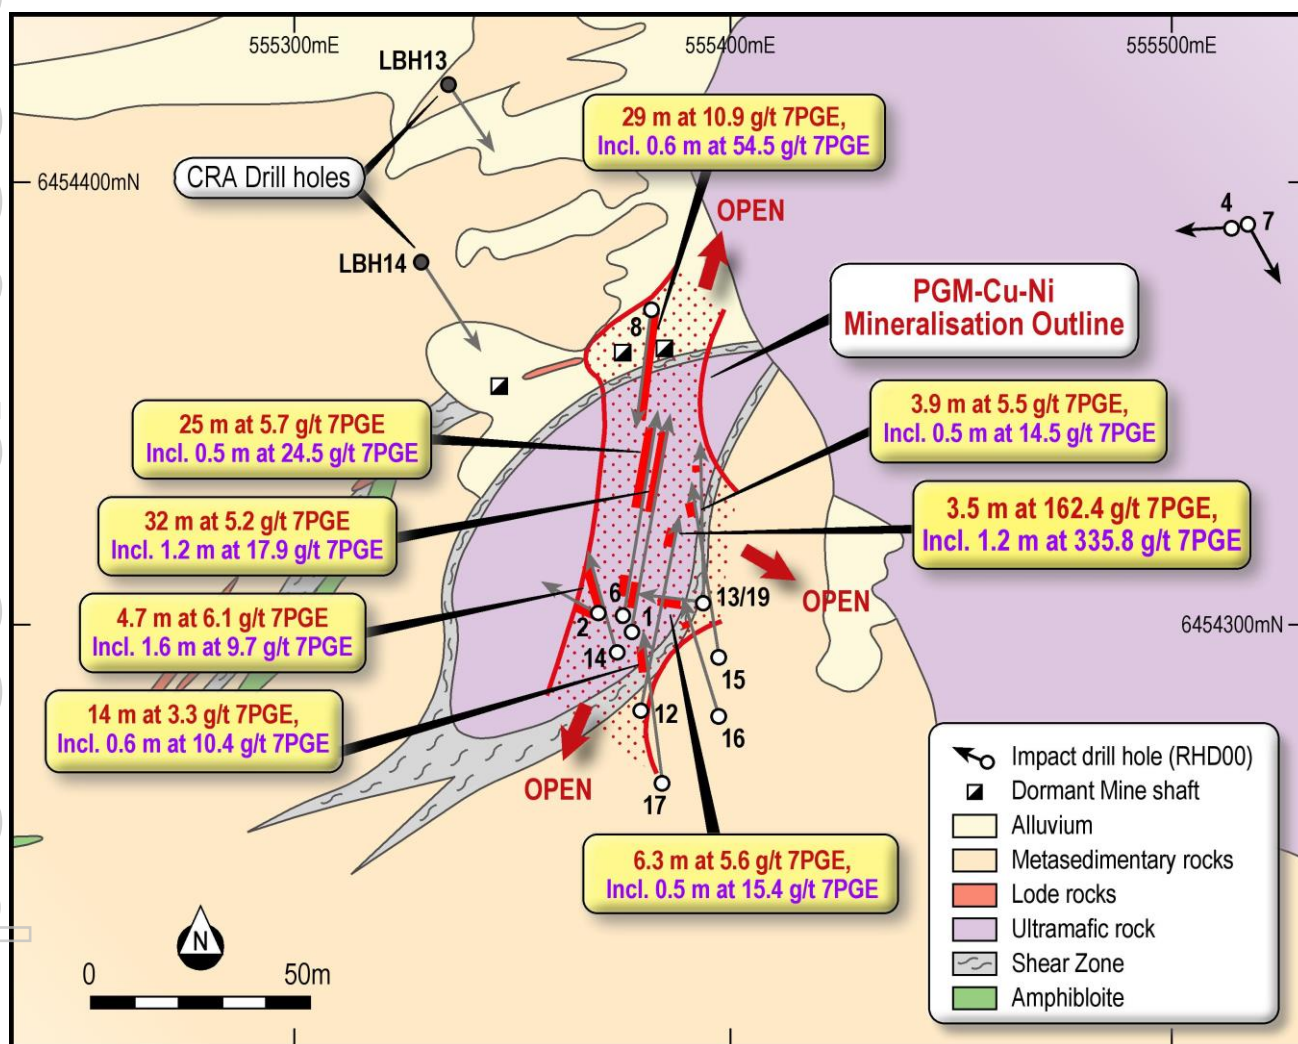 555300mE
555400mE
555500mE
LBH13
29 m at 10.9 g/t 7PGE,
Incl. 0.6 m at 54.5 g/t 7PGE
6454400mN
CRA Drill holes
OPEN
4
7
LBH14
PGM-Cu-Ni
Mineralisation Outline
8
25 m at 5.7 g/t 7PGE
Incl. 0.5 m at 24.5 g/t 7PGE
3.9 m at 5.5 g/t 7PGE,
Incl. 0.5 m at 14.5 g/t 7PGE
32 m at 5.2 g/t 7PGE
Incl. 1.2 m at 17.9 g/t 7PGE
3.5 m at 162.4 g/t 7PGE,
Incl. 1.2 m at 335.8 g/t 7PGE
4.7 m at 6.1 g/t 7PGE
Incl. 1.6 m at 9.7 g/t 7PGE
6
13/19
OPEN
2
1
6454300mN
14
15
14 m at 3.3 g/t 7PGE,
Incl. 0.6 m at 10.4 g/t 7PGE
12
16
OPEN
17
6.3 m at 5.6 g/t 7PGE,
Incl. 0.5 m at 15.4 g/t 7PGE
Impact drill hole (RHD00)
Dormant Mine shaft
Alluvium
Metasedimentary rocks
Lode rocks
Ultramafic rock
Shear Zone
Amphibloite
N
0
50m